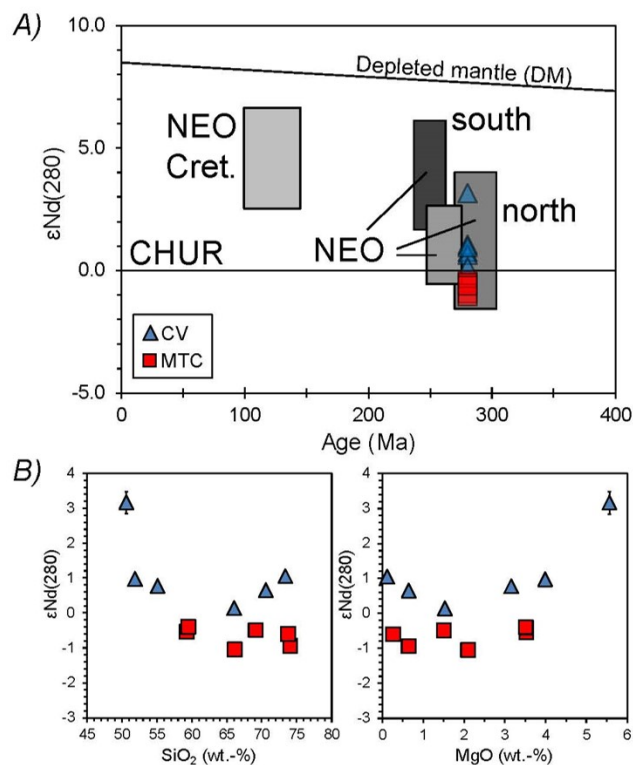 A)
10.0
Depleted mantle (DM)
NEO
Cret.
south
5.0
εNd(280)
north
CHUR
NEO
0.0
CV
MTC
-5.0
0
100
200
300
400
Age (Ma)
B)
4
3
2
1
0
-1
-2
-3
εNd(280)
45 50 55 60 65 70 75 80
SiO2 (wt.-%)
4
3
2
1
0
-1
-2
-3
εNd(280)
0 1 2 3 4 5 6
MgO (wt.-%)